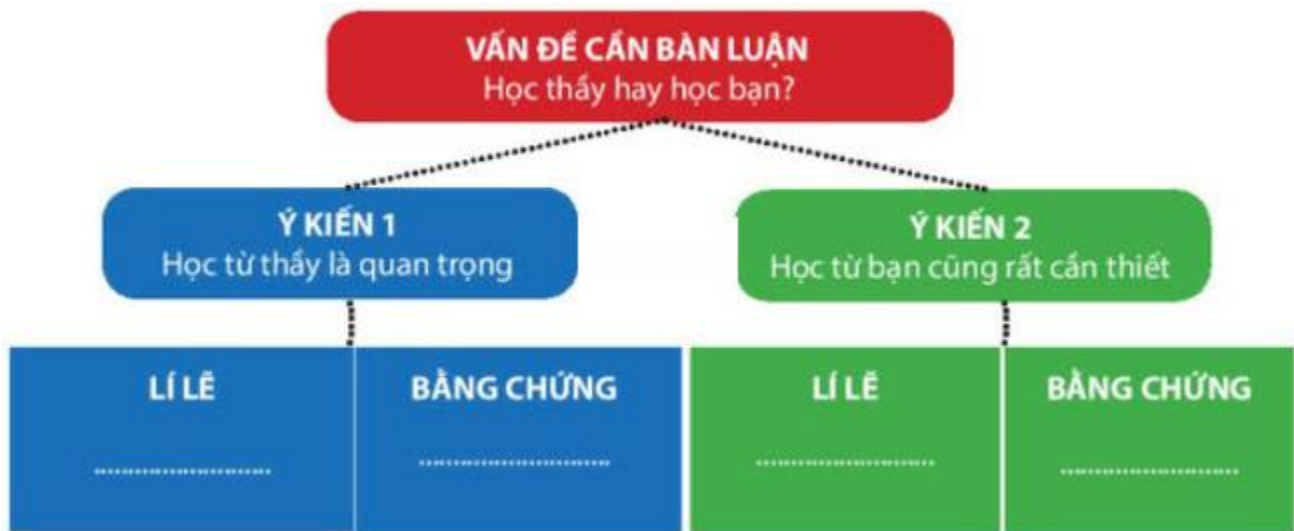 VẤN ĐỀ CẦN BÀN LUẬN
Học thầy hay học bạn?
Ý KIẾN 1
Học từ thầy là quan trọng
Ý KIẾN 2
Học từ bạn cũng rất cần thiết
LÍ LẼ
BẰNG CHỨNG
LÍ LẼ
BẰNG CHỨNG
............................
..............................
............................
............................